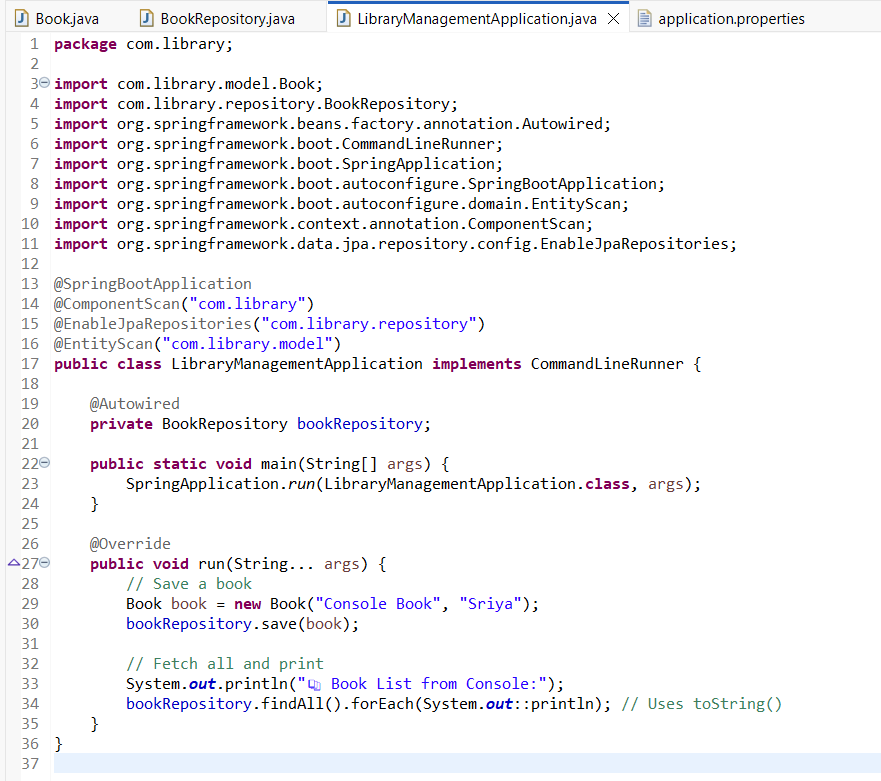 Book.java BookRepository.java LibraryManagementApplication.java application.properties
1 package com.library;
2
3 import com.library.model.Book;
4 import com.library.repository.BookRepository;
5 import org.springframework.beans.factory.annotation.Autowired;
6 import org.springframework.boot.CommandLineRunner;
7 import org.springframework.boot.SpringApplication;
8 import org.springframework.boot.autoconfigure.SpringBootApplication;
9 import org.springframework.boot.autoconfigure.domain.EntityScan;
10 import org.springframework.context.annotation.ComponentScan;
11 import org.springframework.data.jpa.repository.config.EnableJpaRepositories;
12
13 @SpringBootApplication
14 @ComponentScan("com.library")
15 @EnableJpaRepositories("com.library.repository")
16 @EntityScan("com.library.model")
17 public class LibraryManagementApplication implements CommandLineRunner {
18
19     @Autowired
20     private BookRepository bookRepository;
21
22     public static void main(String[] args) {
23         SpringApplication.run(LibraryManagementApplication.class, args);
24     }
25
26     @Override
27     public void run(String... args) {
28         // Save a book
29         Book book = new Book("Console Book", "Sriya");
30         bookRepository.save(book);
31
32         // Fetch all and print
33         System.out.println("📚 Book List from Console:");
34         bookRepository.findAll().forEach(System.out::println); // Uses toString()
35     }
36 }
37